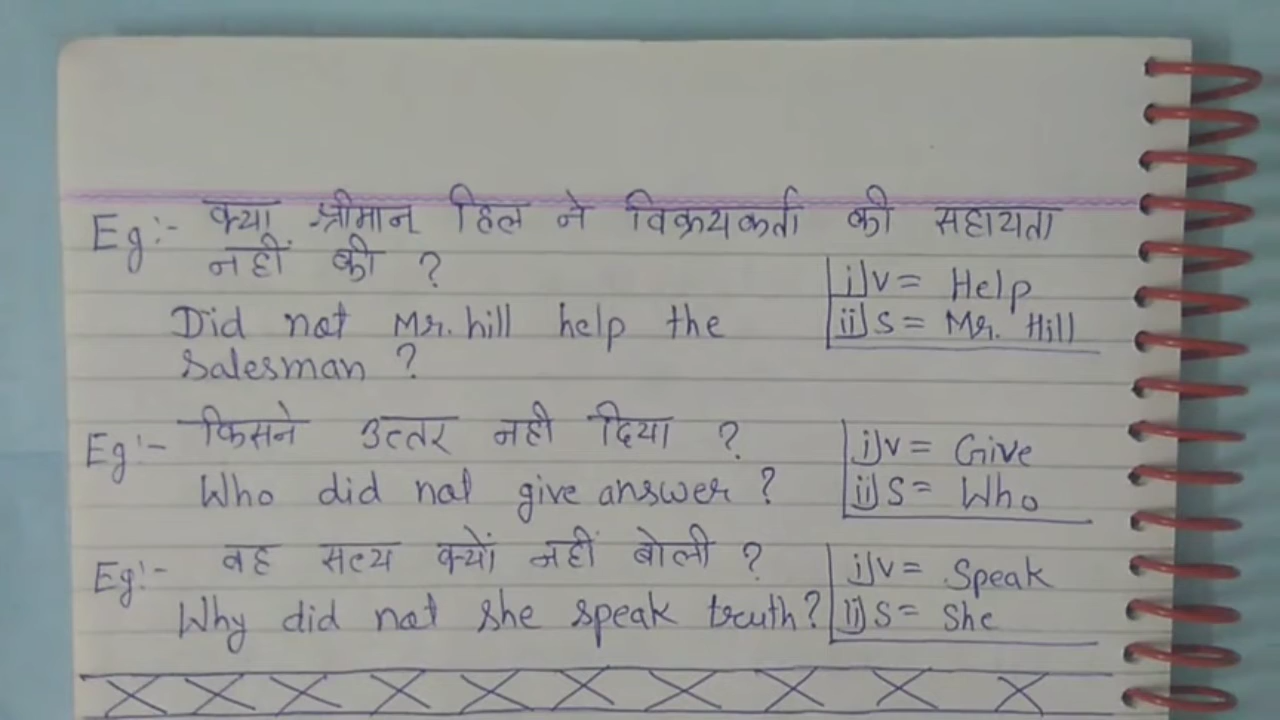 Eg:- क्या श्रीमान् हिल ने विक्रयकर्ता की सहायता
नहीं की ?
i) V = Help
Did not Mr. hill help the
ii) S = Mr. Hill
Salesman ?
Eg:- किसने उत्तर नही दिया ?
i) V = Give
Who did not give answer ?
ii) S = Who
Eg:- वह सत्य क्यों नहीं बोली ?
i) V = Speak
Why did not she speak truth?
ii) S = She